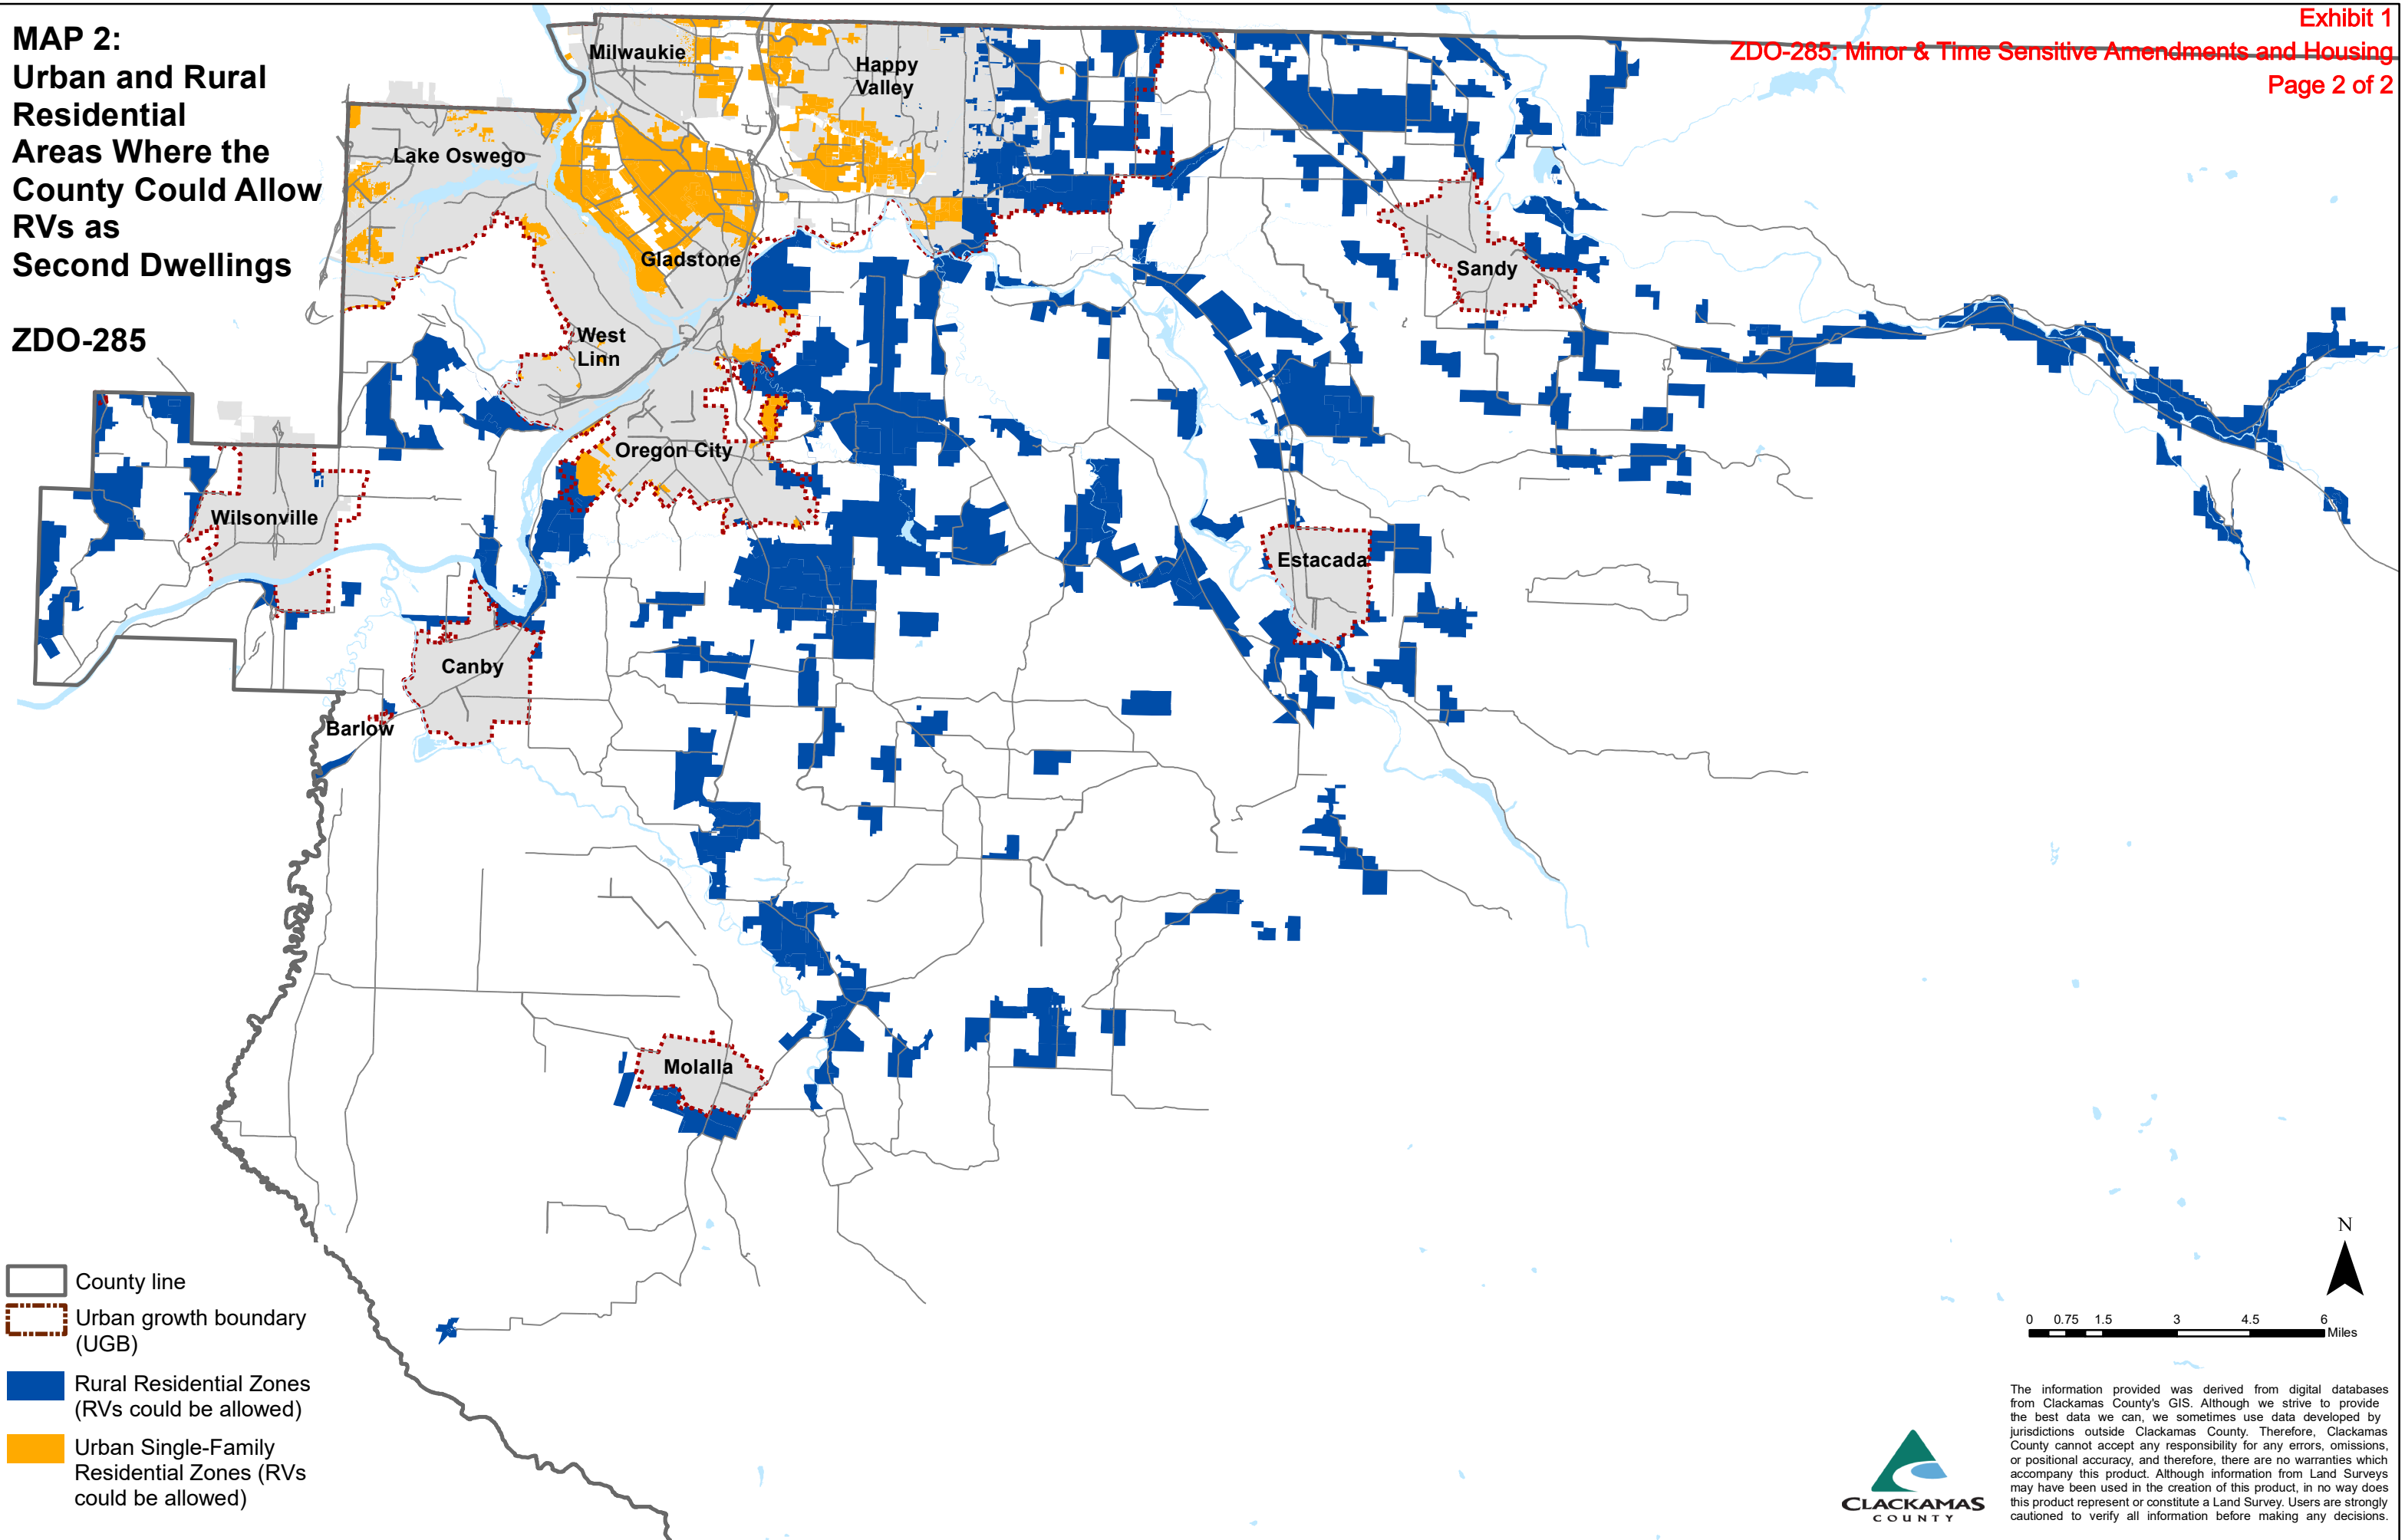 MAP 2:
Urban and Rural
Residential
Areas Where the
County Could Allow
RVs as
Second Dwellings
ZDO-285
Exhibit 1
ZDO-285: Minor & Time Sensitive Amendments and Housing
Page 2 of 2
Milwaukie
Happy
Valley
Lake Oswego
Gladstone
Sandy
West
Linn
Oregon City
Wilsonville
Estacada
Canby
Barlow
Molalla
County line
Urban growth boundary
(UGB)
Rural Residential Zones
(RVs could be allowed)
Urban Single-Family
Residential Zones (RVs
could be allowed)
N
0 0.75 1.5 3 4.5 6
Miles
CLACKAMAS
COUNTY
The information provided was derived from digital databases
from Clackamas County's GIS. Although we strive to provide
the best data we can, we sometimes use data developed by
jurisdictions outside Clackamas County. Therefore, Clackamas
County cannot accept any responsibility for any errors, omissions,
or positional accuracy, and therefore, there are no warranties which
accompany this product. Although information from Land Surveys
may have been used in the creation of this product, in no way does
this product represent or constitute a Land Survey. Users are strongly
cautioned to verify all information before making any decisions.